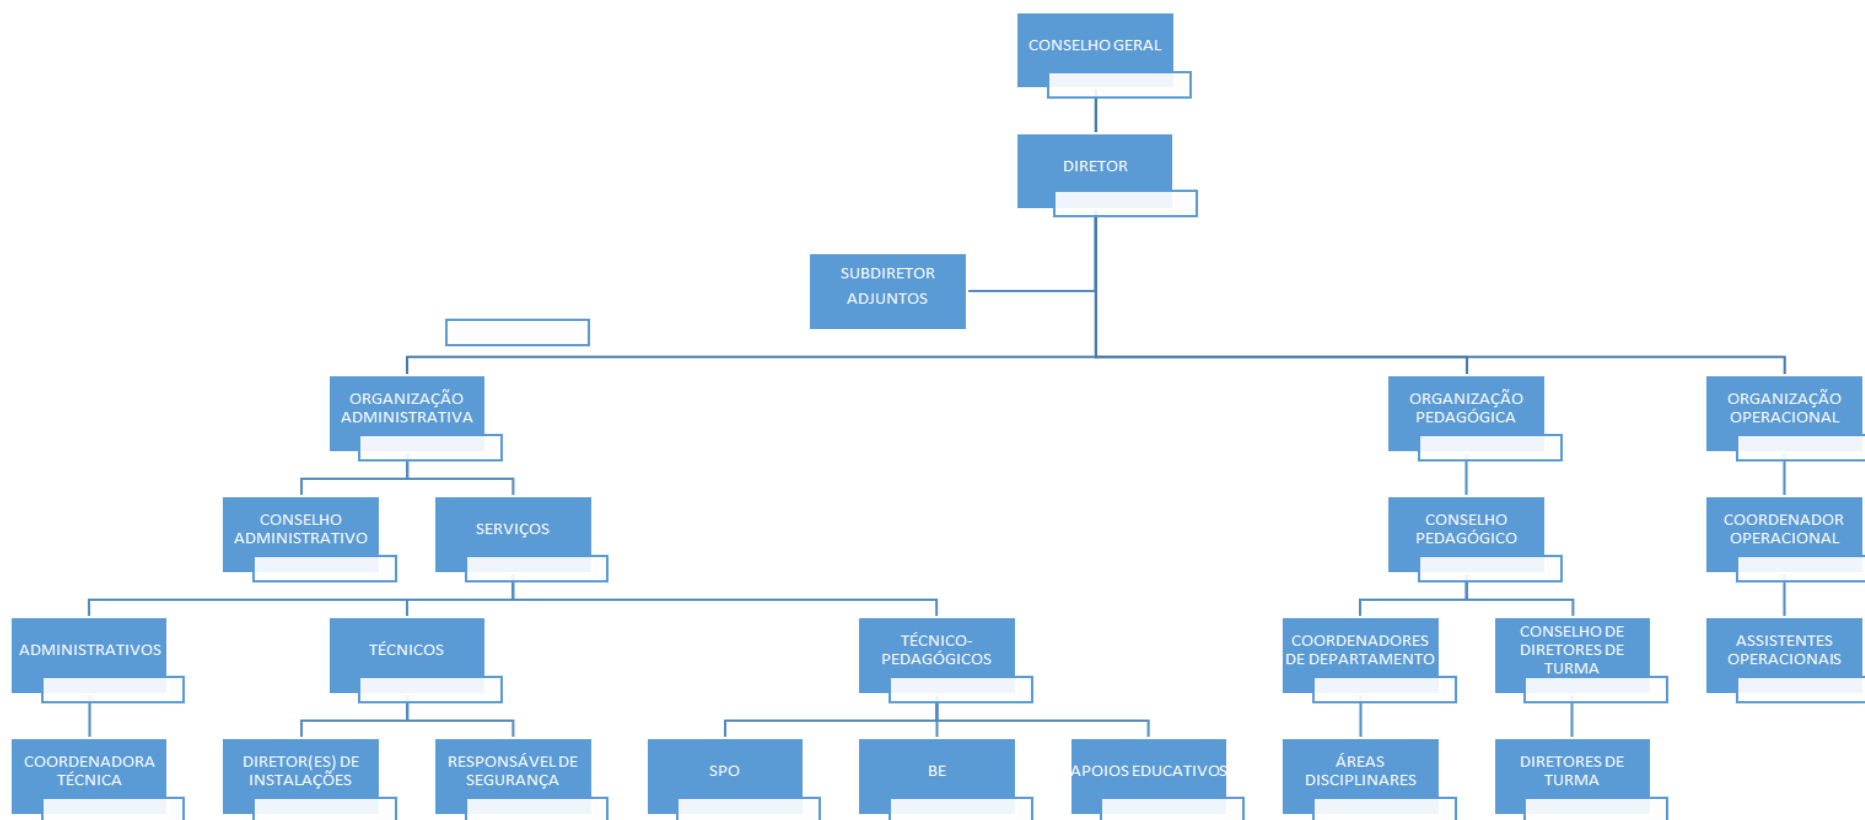 CONSELHO GERAL
DIRETOR
SUBDIRETOR
ADJUNTOS
ORGANIZAÇÃO
ADMINISTRATIVA
ORGANIZAÇÃO
PEDAGÓGICA
ORGANIZAÇÃO
OPERACIONAL
CONSELHO
ADMINISTRATIVO
SERVIÇOS
CONSELHO
PEDAGÓGICO
COORDENADOR
OPERACIONAL
ADMINISTRATIVOS
TÉCNICOS
TÉCNICO-
PEDAGÓGICOS
COORDENADORES
DE DEPARTAMENTO
CONSELHO DE
DIRETORES DE
TURMA
ASSISTENTES
OPERACIONAIS
COORDENADORA
TÉCNICA
DIRETOR(ES) DE
INSTALAÇÕES
RESPONSÁVEL DE
SEGURANÇA
SPO
BE
APOIOS EDUCATIVOS
ÁREAS
DISCIPLINARES
DIRETORES DE
TURMA